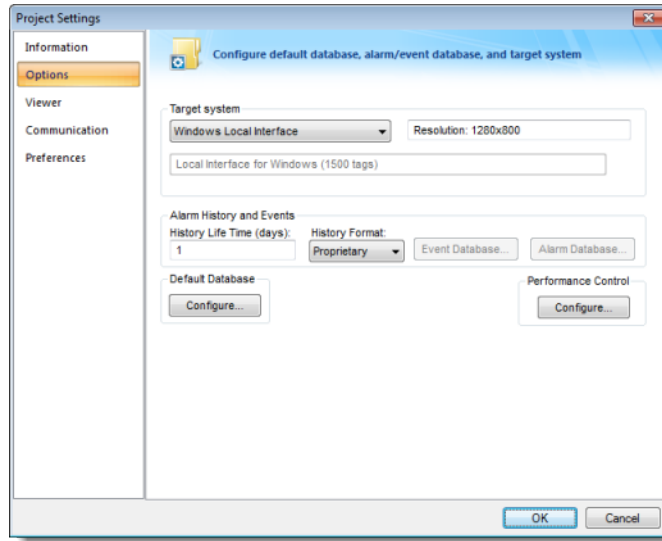 Project Settings
Information
Options
Viewer
Communication
Preferences
Configure default database, alarm/event database, and target system
Target system
Windows Local Interface
Resolution: 1280x800
Local Interface for Windows (1500 tags)
Alarm History and Events
History Life Time (days):
History Format:
1
Proprietary
Event Database...
Alarm Database...
Default Database
Performance Control
Configure...
Configure...
OK
Cancel